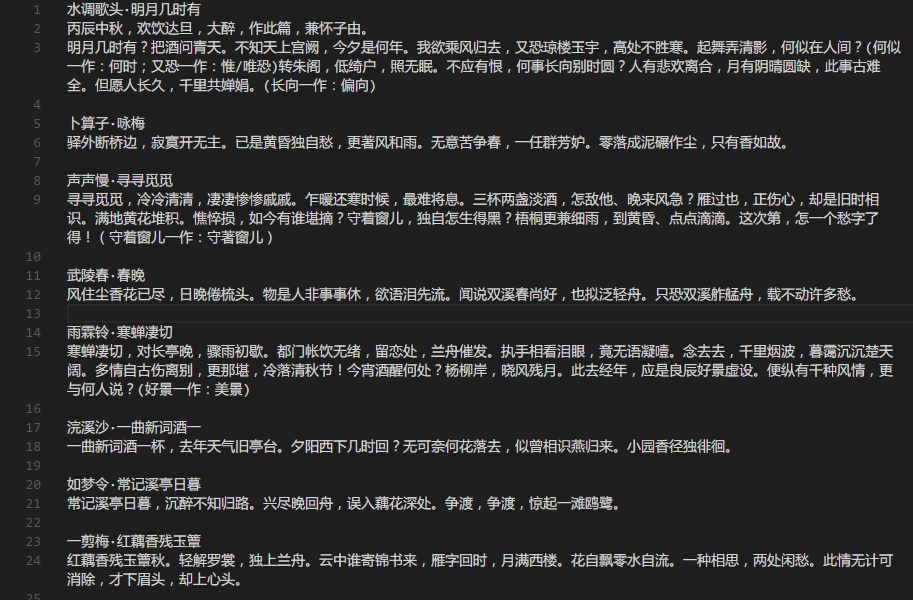 1 水调歌头·明月几时有
2 丙辰中秋，欢饮达旦，大醉，作此篇，兼怀子由。
3 明月几时有？把酒问青天。不知天上宫阙，今夕是何年。我欲乘风归去，又恐琼楼玉宇，高处不胜寒。起舞弄清影，何似在人间？(何似
一作：何时；又恐一作：惟/唯恐)转朱阁，低绮户，照无眠。不应有恨，何事长向别时圆？人有悲欢离合，月有阴晴圆缺，此事古难
全。但愿人长久，千里共婵娟。(长向一作：偏向)
4
5 卜算子·咏梅
6 驿外断桥边，寂寞开无主。已是黄昏独自愁，更著风和雨。无意苦争春，一任群芳妒。零落成泥碾作尘，只有香如故。
7
8 声声慢·寻寻觅觅
9 寻寻觅觅，冷冷清清，凄凄惨惨戚戚。乍暖还寒时候，最难将息。三杯两盏淡酒，怎敌他、晚来风急？雁过也，正伤心，却是旧时相
识。满地黄花堆积。憔悴损，如今有谁堪摘？守着窗儿，独自怎生得黑？梧桐更兼细雨，到黄昏、点点滴滴。这次第，怎一个愁字了
得！( 守着窗儿一作：守著窗儿 )
10
11 武陵春·春晚
12 风住尘香花已尽，日晚倦梳头。物是人非事事休，欲语泪先流。闻说双溪春尚好，也拟泛轻舟。只恐双溪舴艋舟，载不动许多愁。
13
14 雨霖铃·寒蝉凄切
15 寒蝉凄切，对长亭晚，骤雨初歇。都门帐饮无绪，留恋处，兰舟催发。执手相看泪眼，竟无语凝噎。念去去，千里烟波，暮霭沉沉楚天
阔。多情自古伤离别，更那堪，冷落清秋节！今宵酒醒何处？杨柳岸，晓风残月。此去经年，应是良辰好景虚设。便纵有千种风情，更
与何人说？(好景一作：美景)
16
17 浣溪沙·一曲新词酒一
18 一曲新词酒一杯，去年天气旧亭台。夕阳西下几时回？无可奈何花落去，似曾相识燕归来。小园香径独徘徊。
19
20 如梦令·常记溪亭日暮
21 常记溪亭日暮，沉醉不知归路。兴尽晚回舟，误入藕花深处。争渡，争渡，惊起一滩鸥鹭。
22
23 一剪梅·红藕香残玉簟
24 红藕香残玉簟秋。轻解罗裳，独上兰舟。云中谁寄锦书来，雁字回时，月满西楼。花自飘零水自流。一种相思，两处闲愁。此情无计可
消除，才下眉头，却上心头。
25